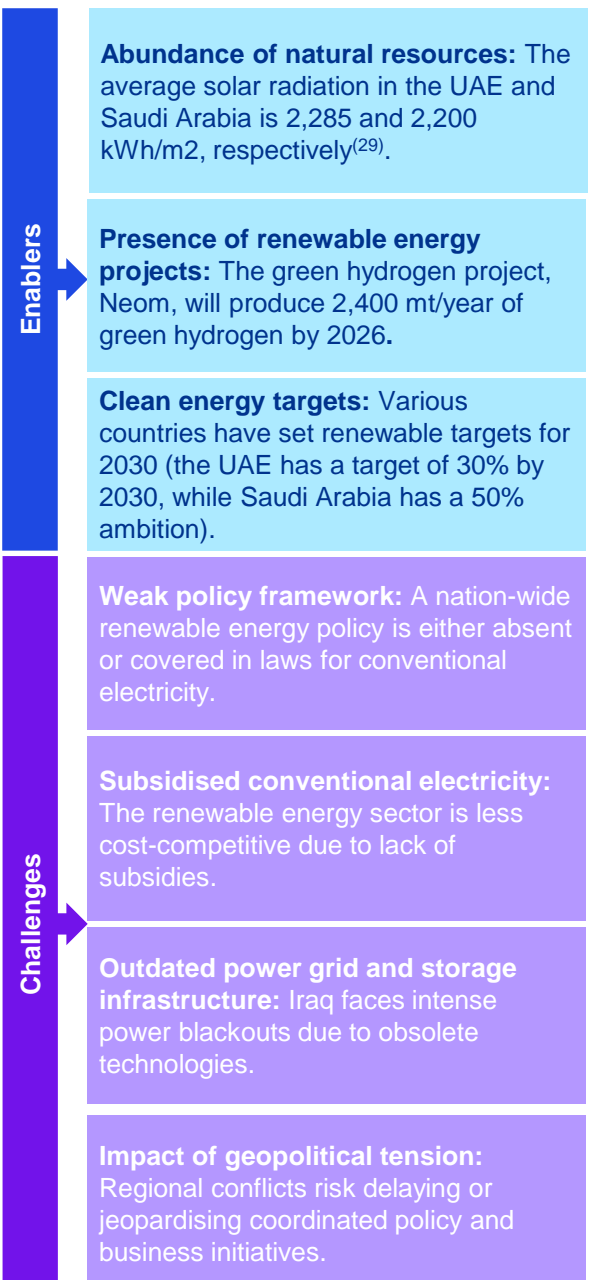 Enablers
Abundance of natural resources: The
average solar radiation in the UAE and
Saudi Arabia is 2,285 and 2,200
kWh/m2, respectively(29).
Presence of renewable energy
projects: The green hydrogen project,
Neom, will produce 2,400 mt/year of
green hydrogen by 2026.
Clean energy targets: Various
countries have set renewable targets for
2030 (the UAE has a target of 30% by
2030, while Saudi Arabia has a 50%
ambition).
Challenges
Weak policy framework: A nation-wide
renewable energy policy is either absent
or covered in laws for conventional
electricity.
Subsidised conventional electricity:
The renewable energy sector is less
cost-competitive due to lack of
subsidies.
Outdated power grid and storage
infrastructure: Iraq faces intense
power blackouts due to obsolete
technologies.
Impact of geopolitical tension:
Regional conflicts risk delaying or
jeopardising coordinated policy and
business initiatives.